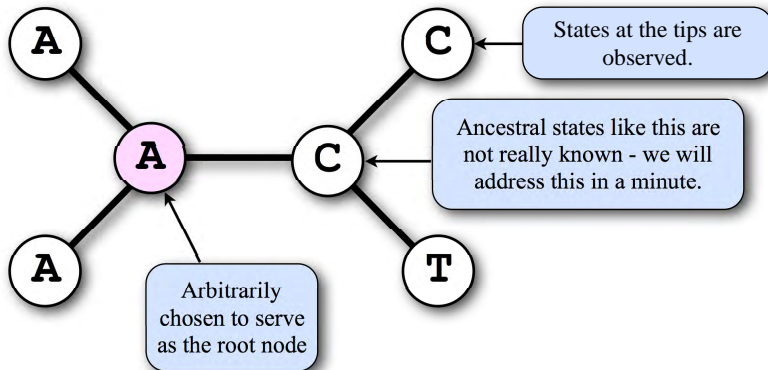 A
C
States at the tips are
observed.
A
C
Ancestral states like this are
not really known - we will
address this in a minute.
A
T
Arbitrarily
chosen to serve
as the root node